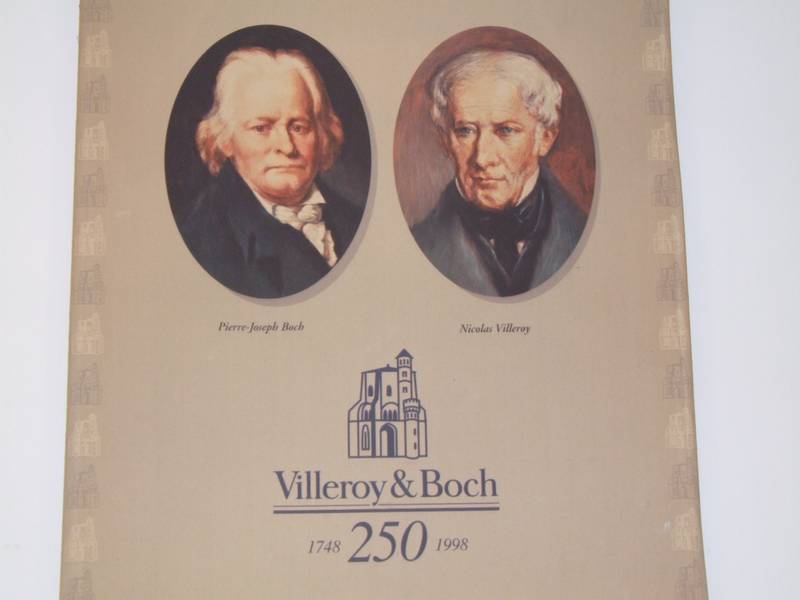 Pierre-Joseph Boch
Nicolas Villeroy
Villeroy & Boch
1748 250 1998